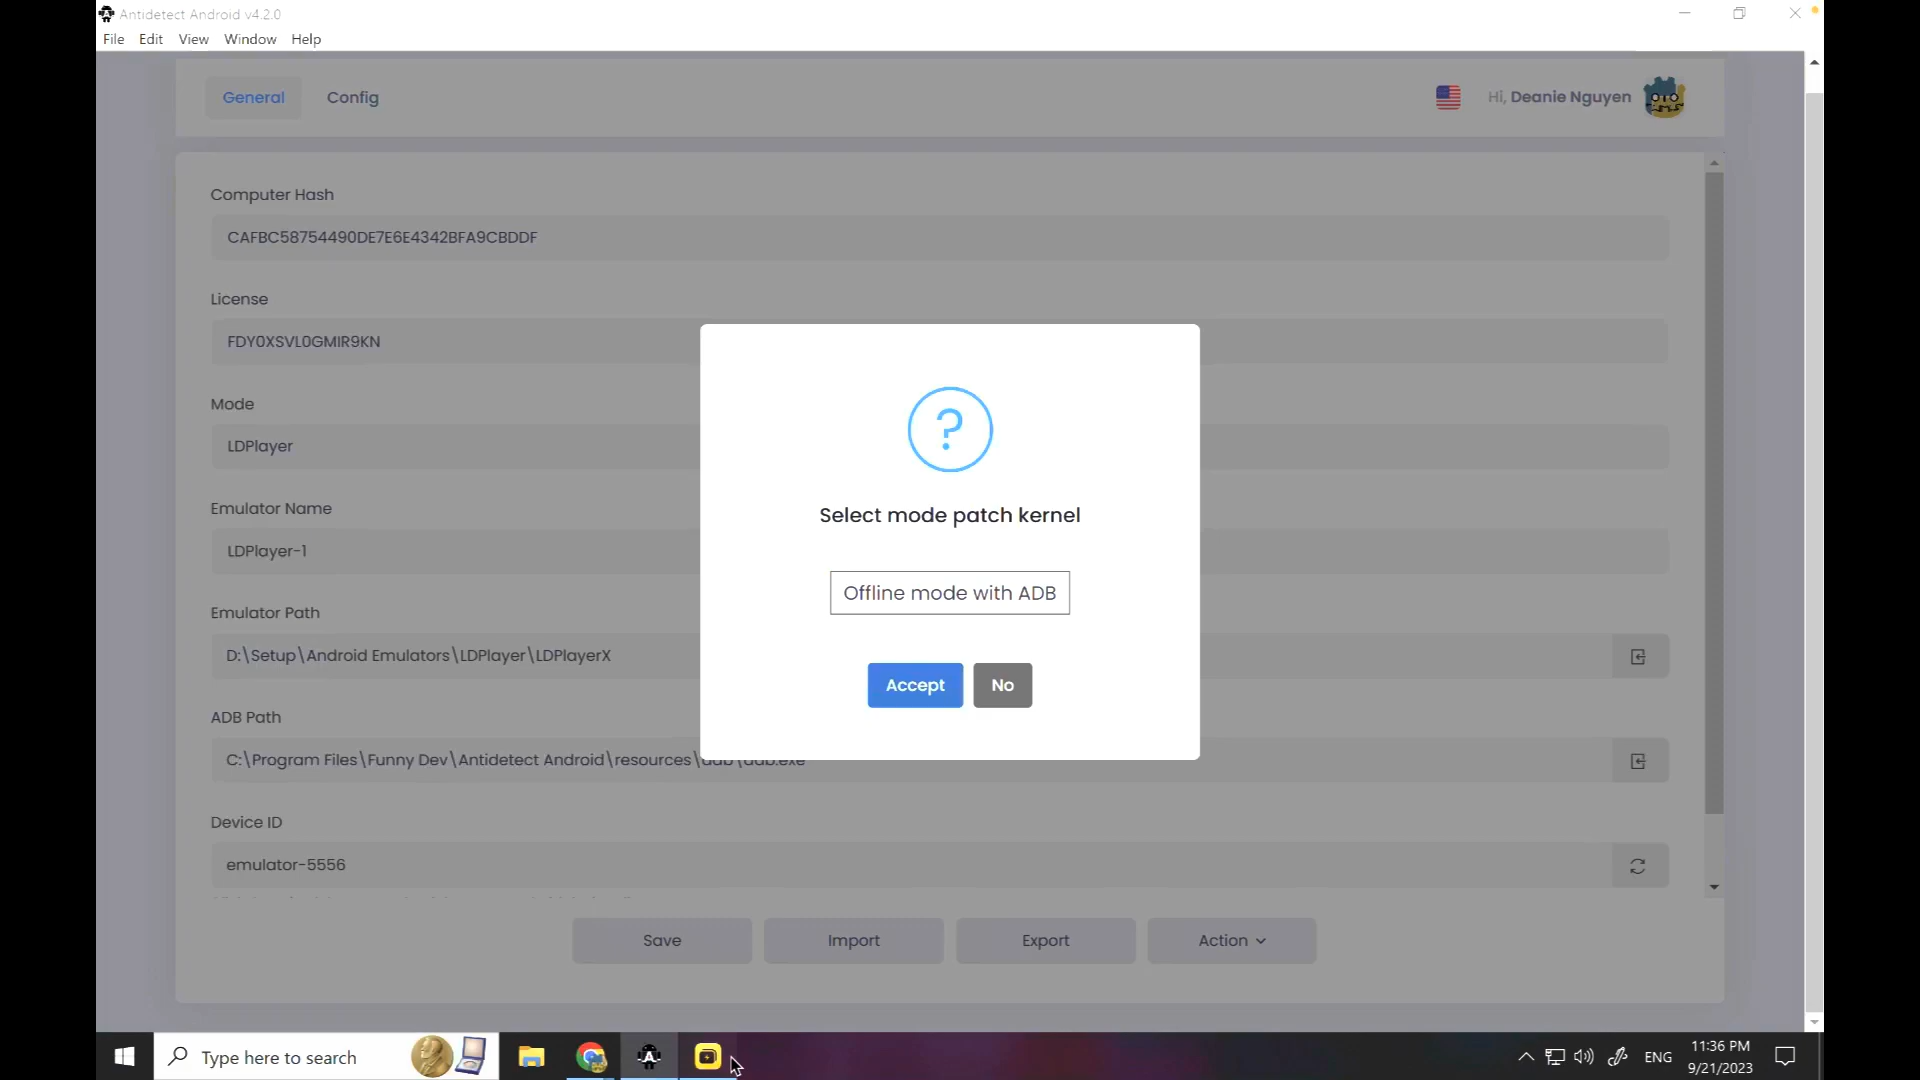 Antidetect Android v4.2.0
File Edit View Window Help
General Config
Hi, Deanie Nguyen
Computer Hash
CAFBC58754490DE7E6E4342BFA9CBDDF
License
FDY0XSVL0GMIR9KN
Mode
LDPlayer
Emulator Name
LDPlayer-1
Emulator Path
D:\Setup\Android Emulators\LDPlayer\LDPlayerX
ADB Path
C:\Program Files\Funny Dev\Antidetect Android\resources\adb\adb.exe
Device ID
emulator-5556
?
Select mode patch kernel
Offline mode with ADB
Accept No
Save Import Export Action
Type here to search
ENG
11:36 PM
9/21/2023